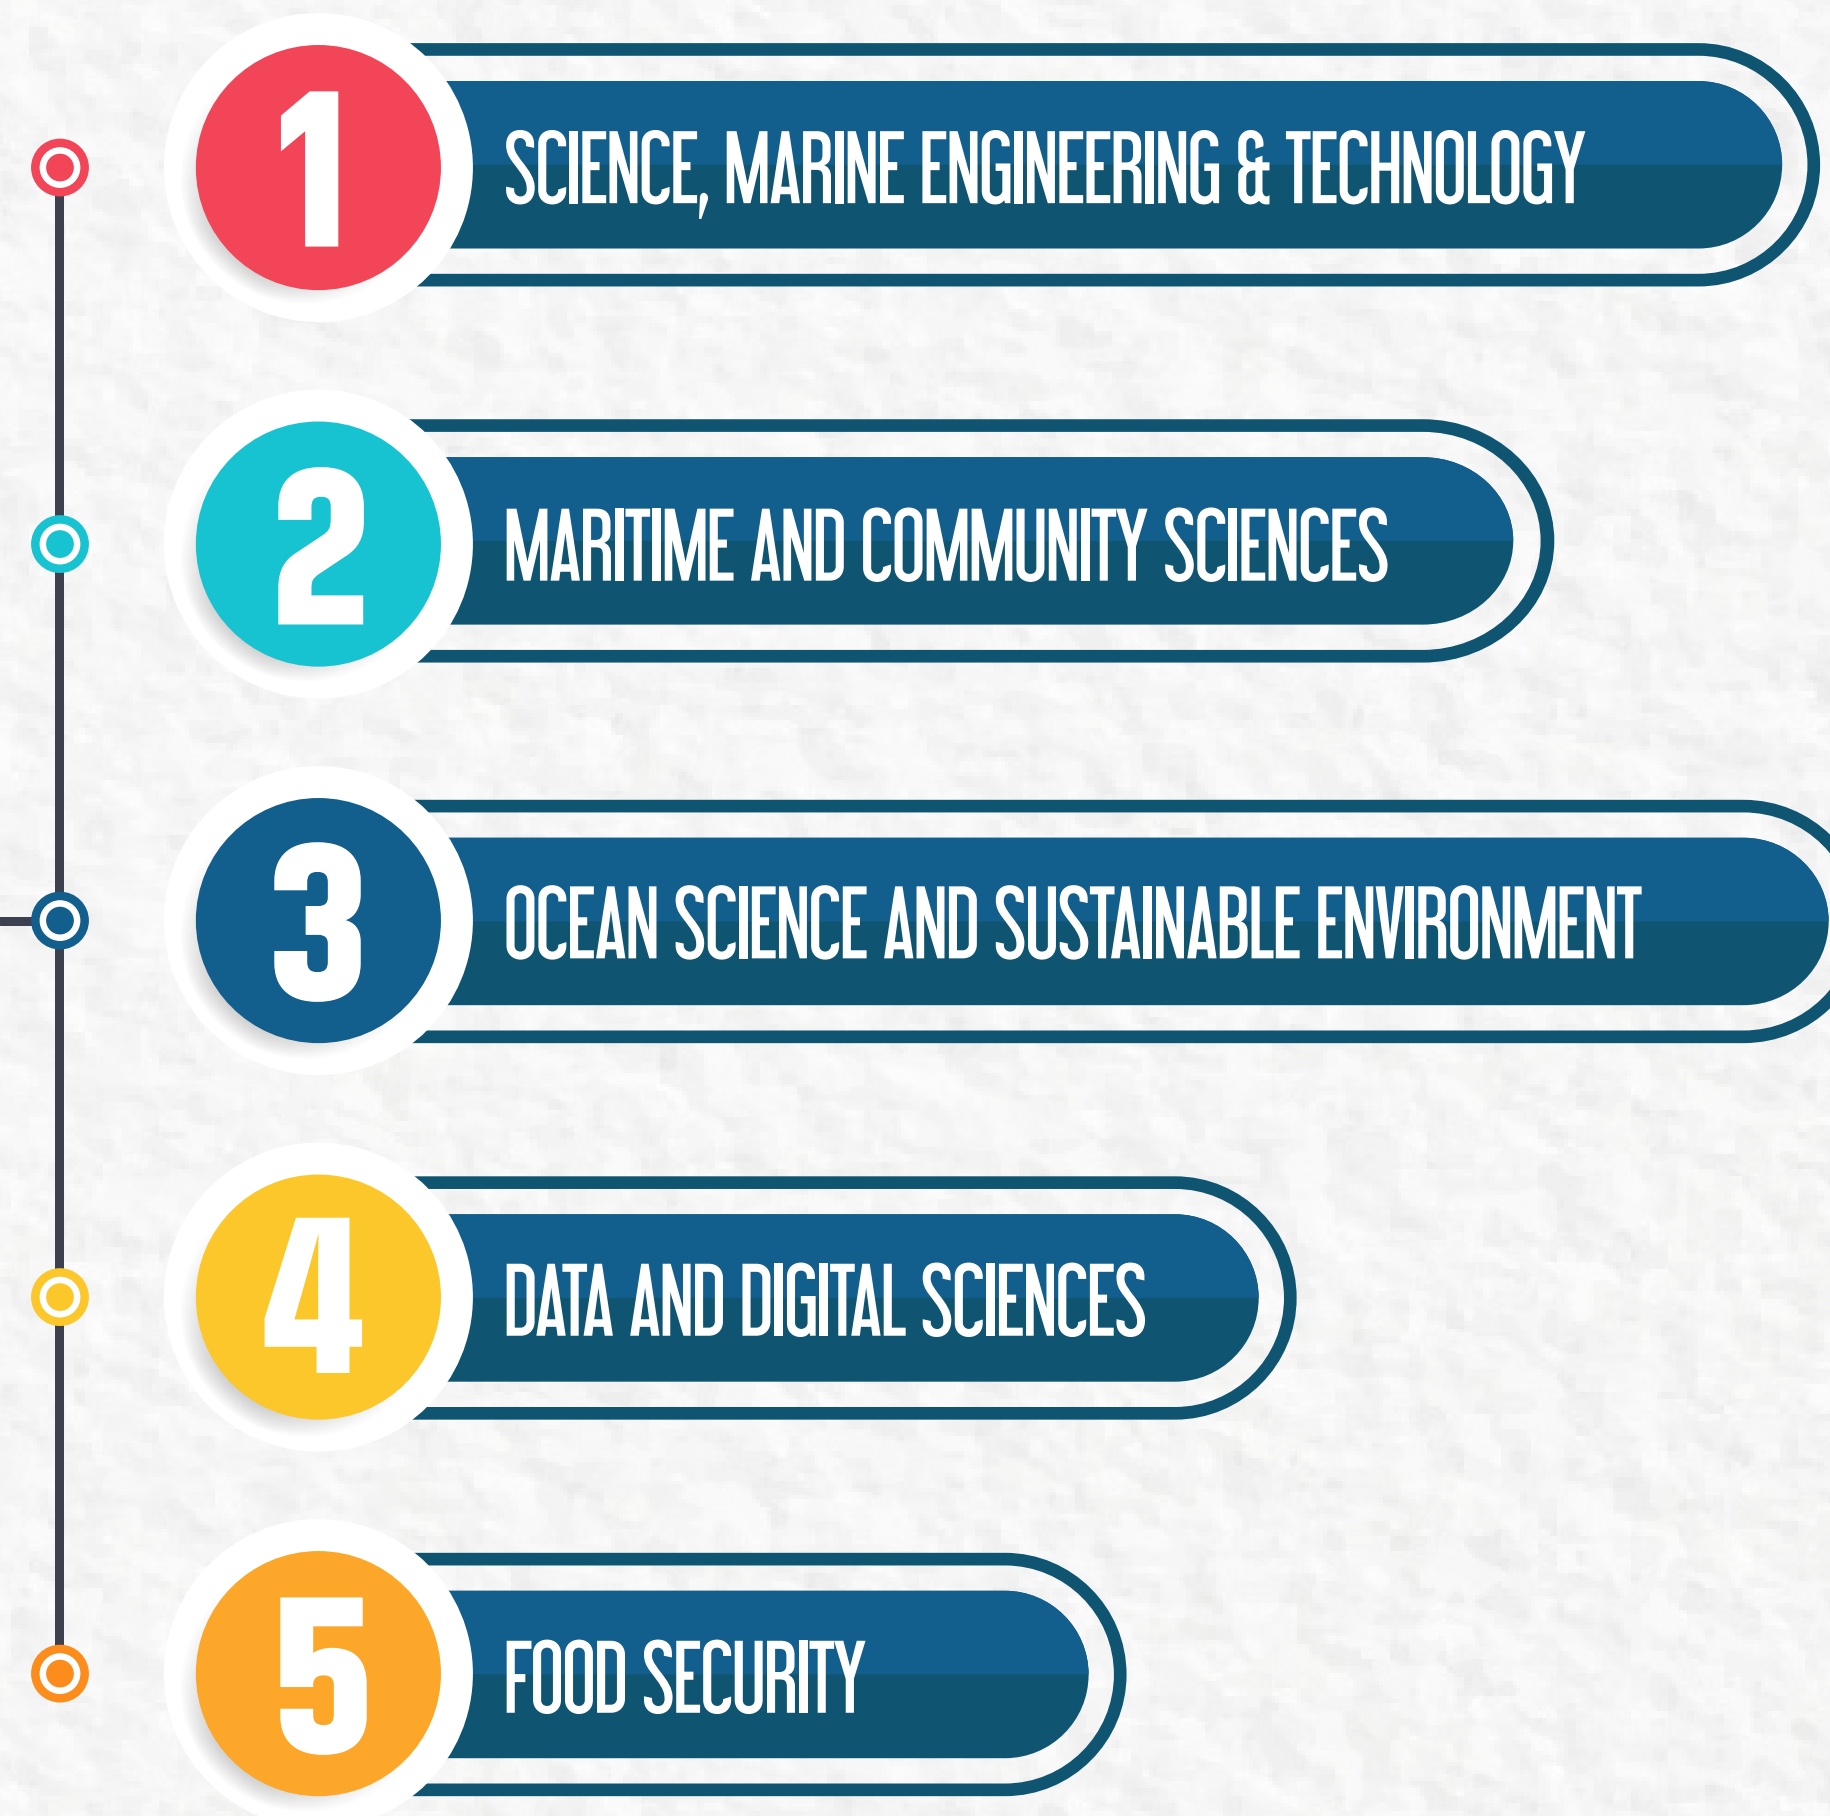 1
SCIENCE, MARINE ENGINEERING & TECHNOLOGY
2
MARITIME AND COMMUNITY SCIENCES
3
OCEAN SCIENCE AND SUSTAINABLE ENVIRONMENT
4
DATA AND DIGITAL SCIENCES
5
FOOD SECURITY